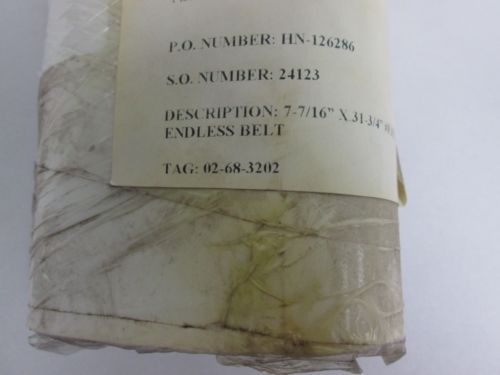 P.O. NUMBER: HN-126286
S.O. NUMBER: 24123
DESCRIPTION: 7-7/16" X 31-3/4"
ENDLESS BELT
TAG: 02-68-3202